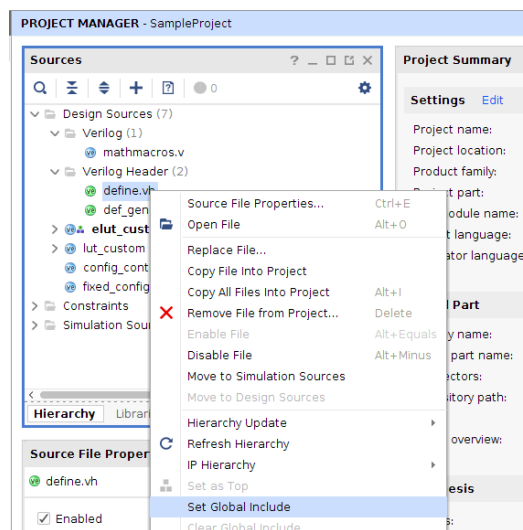 PROJECT MANAGER - SampleProject
Sources
? _
0
Design Sources (7)
Verilog (1)
mathmacros.v
Verilog Header (2)
define.vh
def_gen
elut_cust
lut_custom
config_cont
fixed_config
Constraints
Simulation Sour
Hierarchy Librari
Source File Proper
define.vh
Enabled
Source File Properties... Ctrl+E
Open File Alt+O
Replace File...
Copy File Into Project
Copy All Files Into Project Alt+I
Remove File from Project... Delete
Enable File Alt+Equals
Disable File Alt+Minus
Move to Simulation Sources
Move to Design Sources
Hierarchy Update
Refresh Hierarchy
IP Hierarchy
Set as Top
Set Global Include
Clear Global Include
Project Summary
Settings Edit
Project name:
Project location:
Product family:
Project part:
odule name:
t language:
ator language
Part
y name:
part name:
ectors:
itory path:
overview:
esis
s: